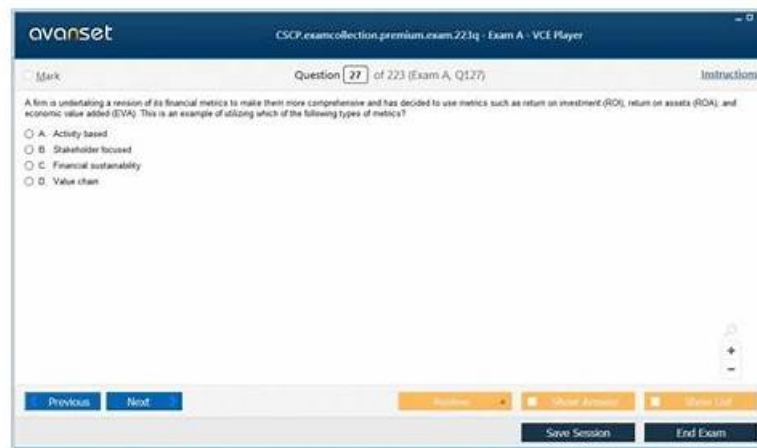 avanset
CSCP.examcollection.premium.exam.223q - Exam A - VCE Player
Mark
Question 27 of 223 (Exam A, Q127)
Instructions
A firm is undertaking a revision of its financial metrics to make them more comprehensive and has decided to use metrics such as return on investment (ROI), return on assets (ROA), and
economic value added (EVA). This is an example of utilizing which of the following types of metrics?
A. Activity based
B. Stakeholder focused
C. Financial sustainability
D. Value chain
Previous
Next
Review
Show Answer
Show List
Save Session
End Exam